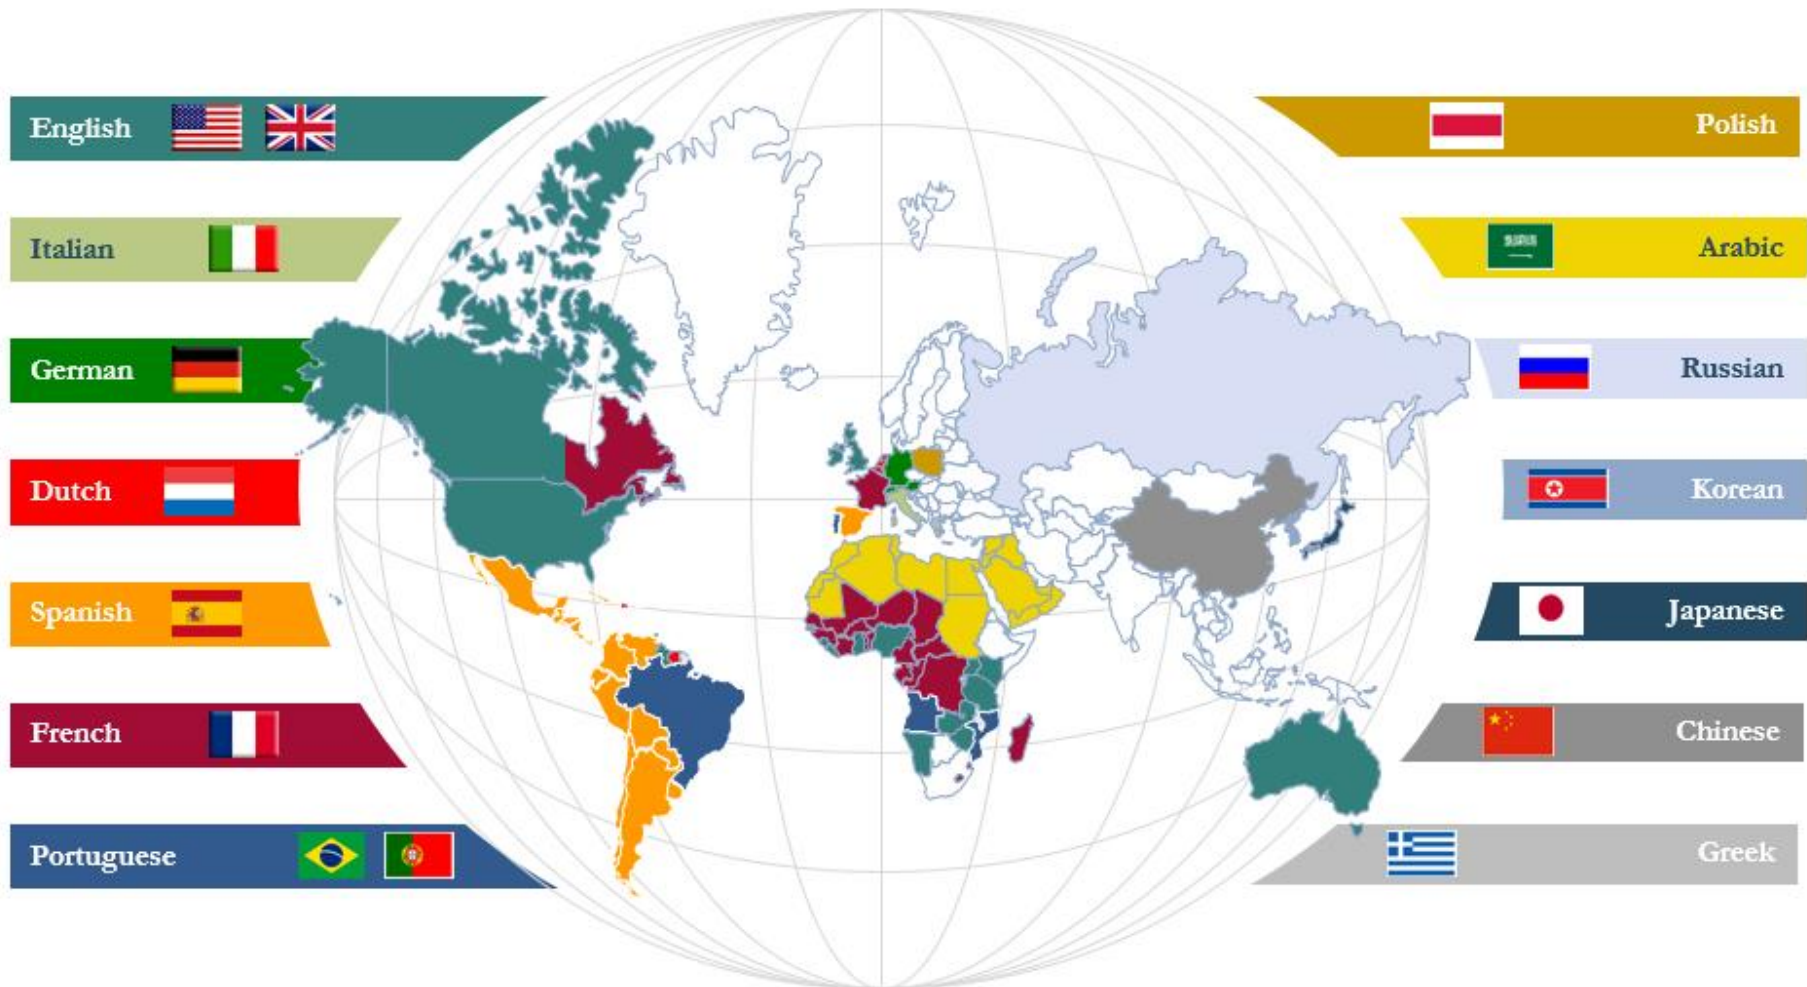 English
Italian
German
Dutch
Spanish
French
Portuguese
Polish
Arabic
Russian
Korean
Japanese
Chinese
Greek